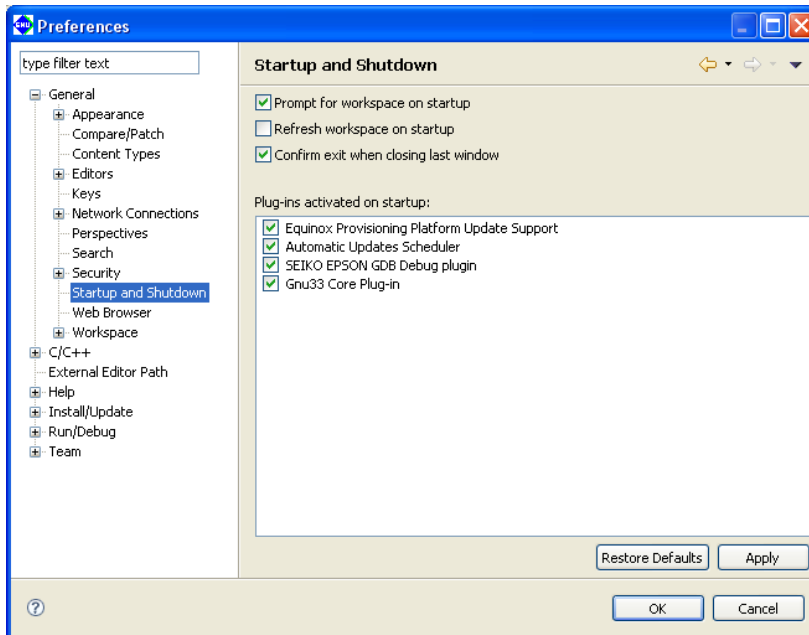 GNU Preferences
type filter text
General
Appearance
Compare/Patch
Content Types
Editors
Keys
Network Connections
Perspectives
Search
Security
Startup and Shutdown
Web Browser
Workspace
C/C++
External Editor Path
Help
Install/Update
Run/Debug
Team
Startup and Shutdown
Prompt for workspace on startup
Refresh workspace on startup
Confirm exit when closing last window
Plug-ins activated on startup:
Equinox Provisioning Platform Update Support
Automatic Updates Scheduler
SEIKO EPSON GDB Debug plugin
Gnu33 Core Plug-in
Restore Defaults
Apply
?
OK
Cancel